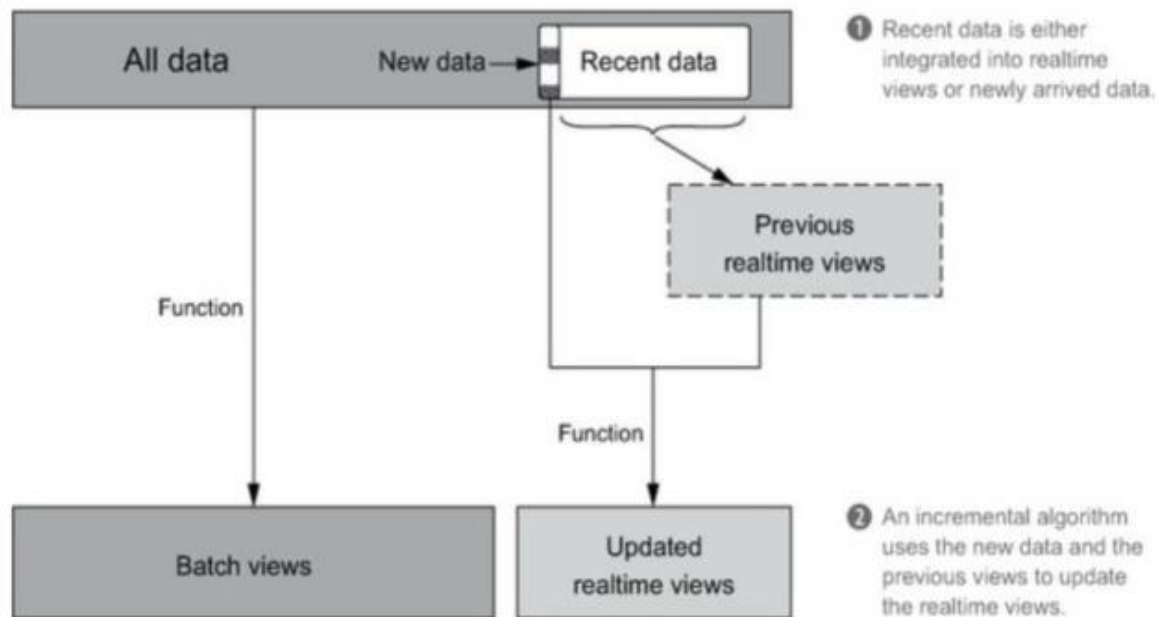 All data
New data
Recent data
1 Recent data is either
integrated into realtime
views or newly arrived data.
Previous
realtime views
Function
Function
Batch views
Updated
realtime views
2 An incremental algorithm
uses the new data and the
previous views to update
the realtime views.